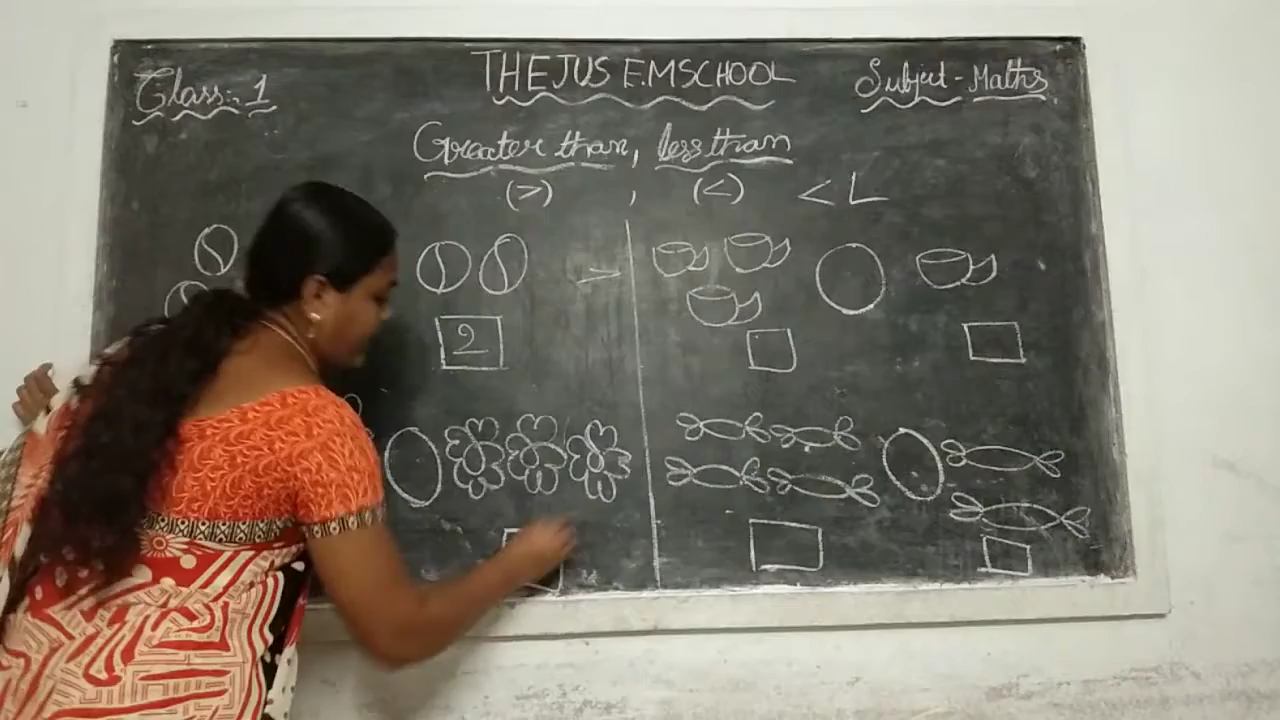 THEJUS E.M SCHOOL
Class:- 1
Subject - Maths
Greater than, less than
(>) , (<) < L
>
2